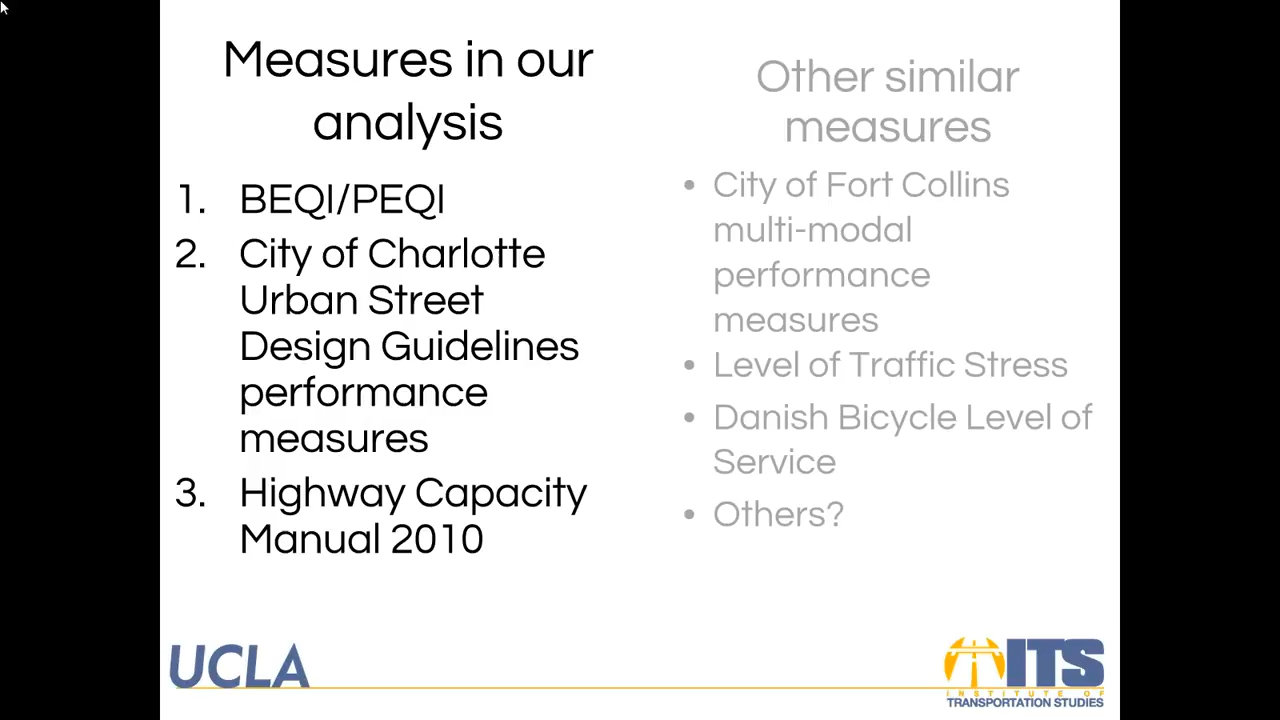 Measures in our
analysis
1. BEQI/PEQI
2. City of Charlotte
Urban Street
Design Guidelines
performance
measures
3. Highway Capacity
Manual 2010
Other similar
measures
• City of Fort Collins
multi-modal
performance
measures
• Level of Traffic Stress
• Danish Bicycle Level of
Service
• Others?
UCLA
ITS
INSTITUTE OF
TRANSPORTATION STUDIES